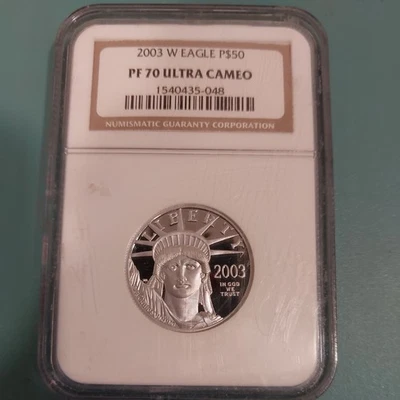 2003 W EAGLE P$50
PF 70 ULTRA CAMEO
1540435-048
NUMISMATIC GUARANTY CORPORATION
LIBERTY
2003
IN GOD
WE
TRUST